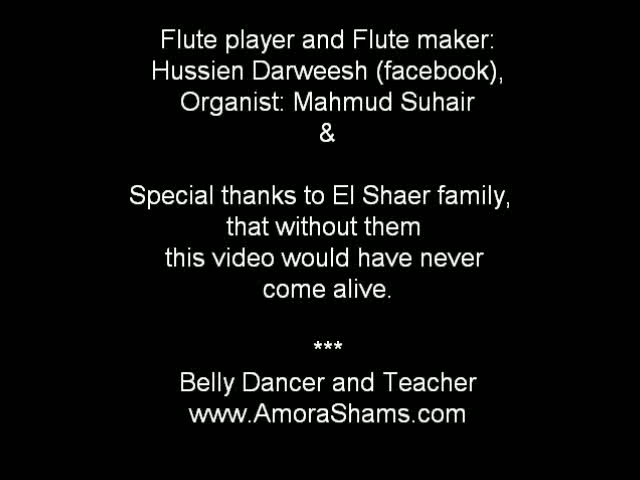 Flute player and Flute maker:
Hussien Darweesh (facebook),
Organist: Mahmud Suhair
&
Special thanks to El Shaer family,
that without them
this video would have never
come alive.
***
Belly Dancer and Teacher
www.AmoraShams.com